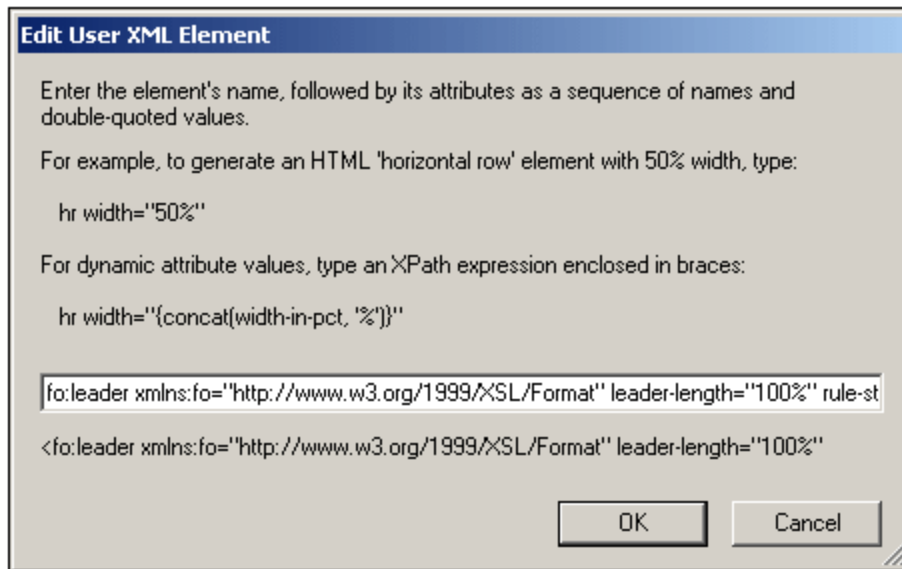 Edit User XML Element
Enter the element's name, followed by its attributes as a sequence of names and
double-quoted values.
For example, to generate an HTML 'horizontal row' element with 50% width, type:
hr width="50%"
For dynamic attribute values, type an XPath expression enclosed in braces:
hr width="{concat(width-in-pct, '%')}"
fo:leader xmlns:fo="http://www.w3.org/1999/XSL/Format" leader-length="100%" rule-st
<fo:leader xmlns:fo="http://www.w3.org/1999/XSL/Format" leader-length="100%"
OK Cancel